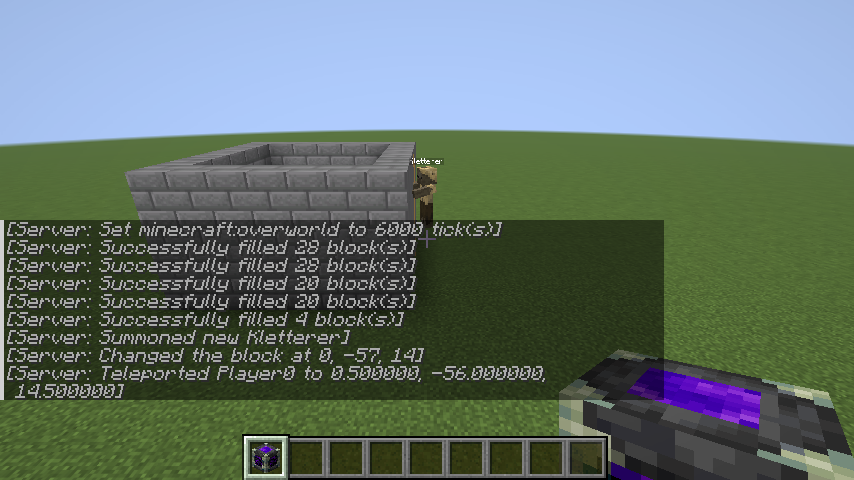 Kletterer
[Server: Set minecraft:overworld to 6000 tick(s)]
[Server: Successfully filled 28 block(s)]
[Server: Successfully filled 28 block(s)]
[Server: Successfully filled 20 block(s)]
[Server: Successfully filled 20 block(s)]
[Server: Successfully filled 4 block(s)]
[Server: Summoned new Kletterer]
[Server: Changed the block at 0, -57, 14]
[Server: Teleported Player0 to 0.500000, -56.000000,
14.500000]